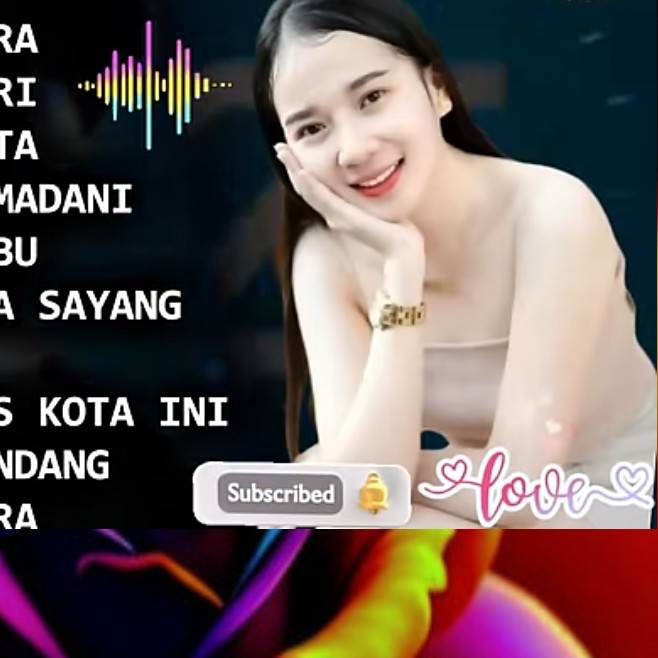 RA
RI
TA
MADANI
BU
A SAYANG
S KOTA INI
NDANG
RA
Subscribed
love